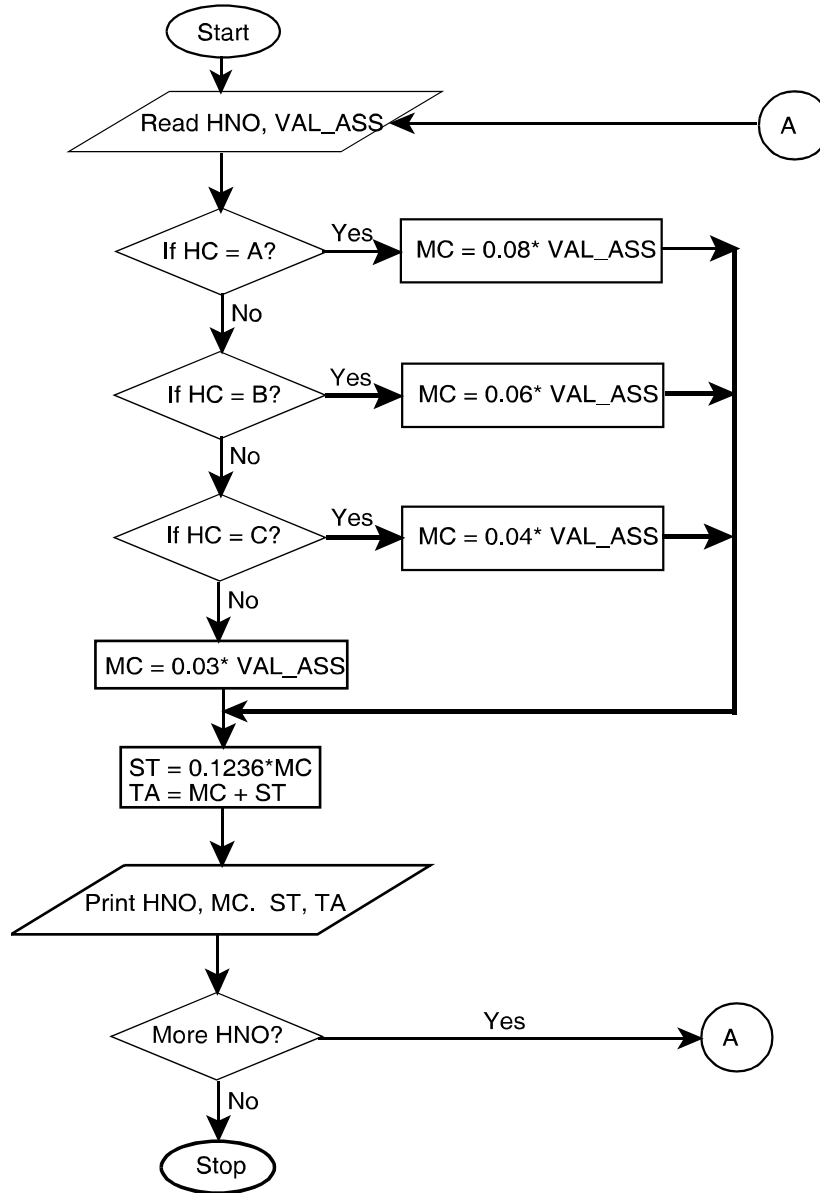 Start
Read HNO, VAL_ASS
A
If HC = A?
Yes
MC = 0.08* VAL_ASS
No
If HC = B?
Yes
MC = 0.06* VAL_ASS
No
If HC = C?
Yes
MC = 0.04* VAL_ASS
No
MC = 0.03* VAL_ASS
ST = 0.1236*MC
TA = MC + ST
Print HNO, MC. ST, TA
More HNO?
Yes
A
No
Stop